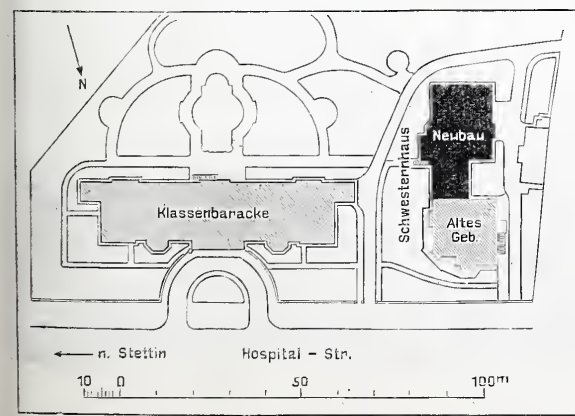 N
Neubau
Schwesternhaus
Klassenbaracke
Altes
Geb.
← n. Stettin
Hospital - Str.
10 0 50 100m